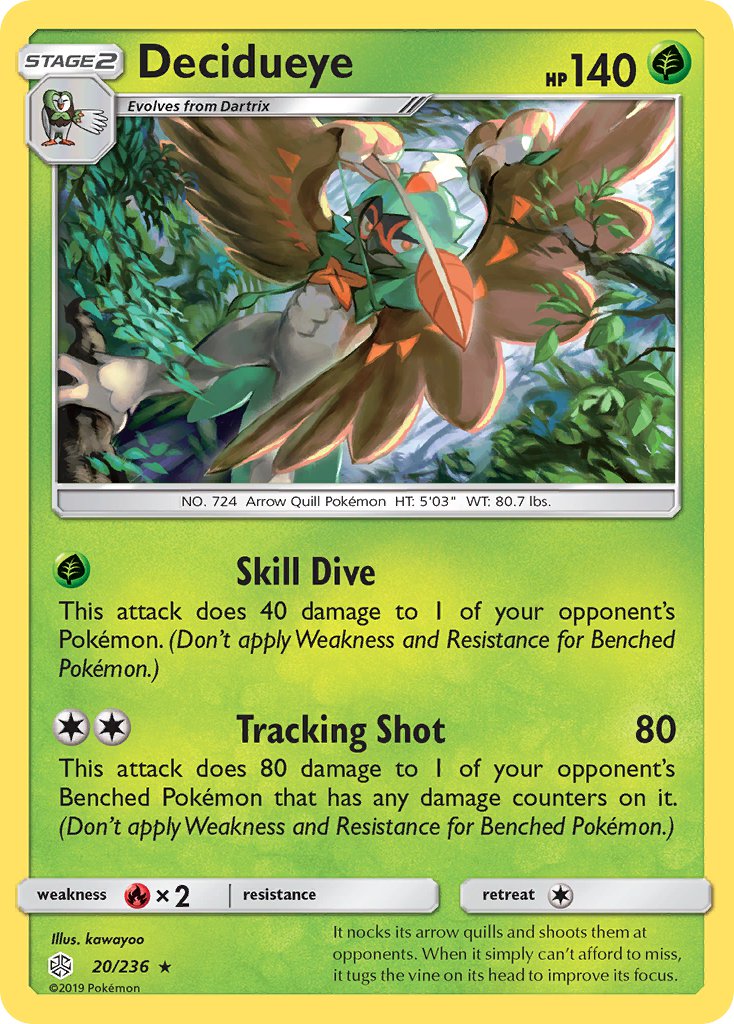 STAGE2 Decidueye HP 140
Evolves from Dartrix
NO. 724 Arrow Quill Pokémon HT: 5'03" WT: 80.7 lbs.
Skill Dive
This attack does 40 damage to 1 of your opponent's
Pokémon. (Don't apply Weakness and Resistance for Benched
Pokémon.)
Tracking Shot 80
This attack does 80 damage to 1 of your opponent's
Benched Pokémon that has any damage counters on it.
(Don't apply Weakness and Resistance for Benched Pokémon.)
weakness ×2 resistance retreat
Illus. kawayoo
20/236 ★
©2019 Pokémon
It nocks its arrow quills and shoots them at
opponents. When it simply can't afford to miss,
it tugs the vine on its head to improve its focus.